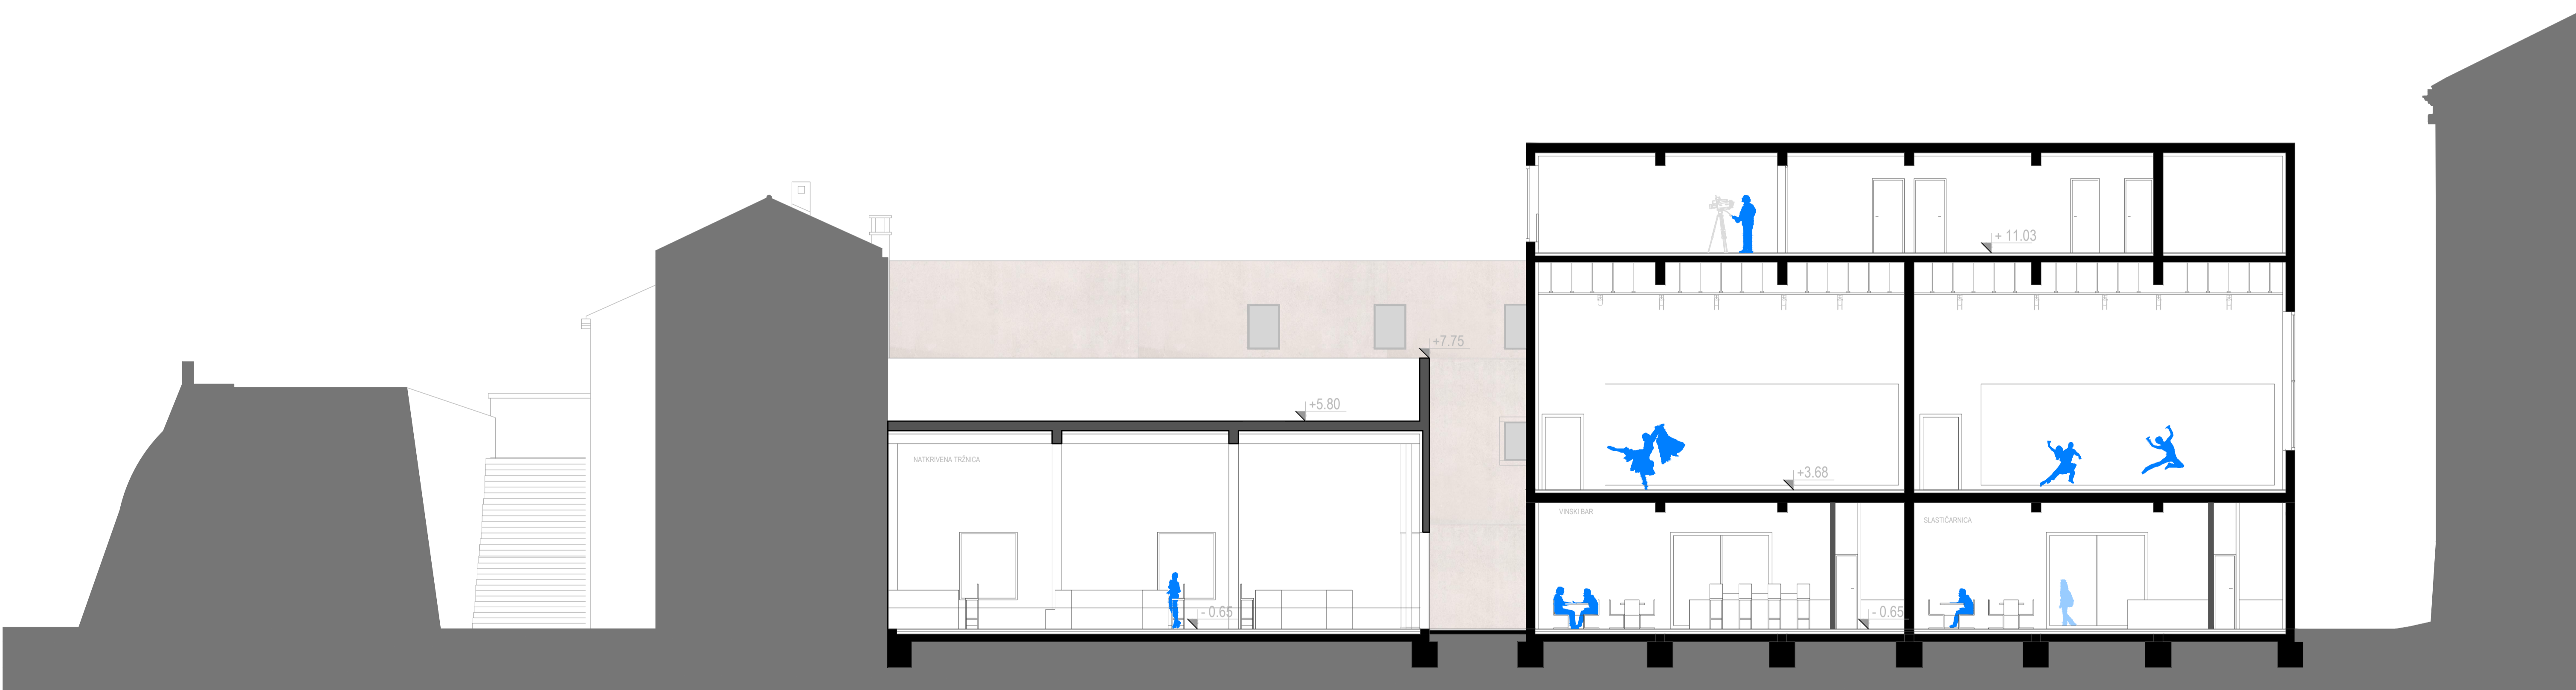 + 11.03
+7.75
+5.80
NATKRIVENA TRŽNICA
+3.68
VINSKI BAR
SLASTIČARNICA
- 0.65
- 0.65